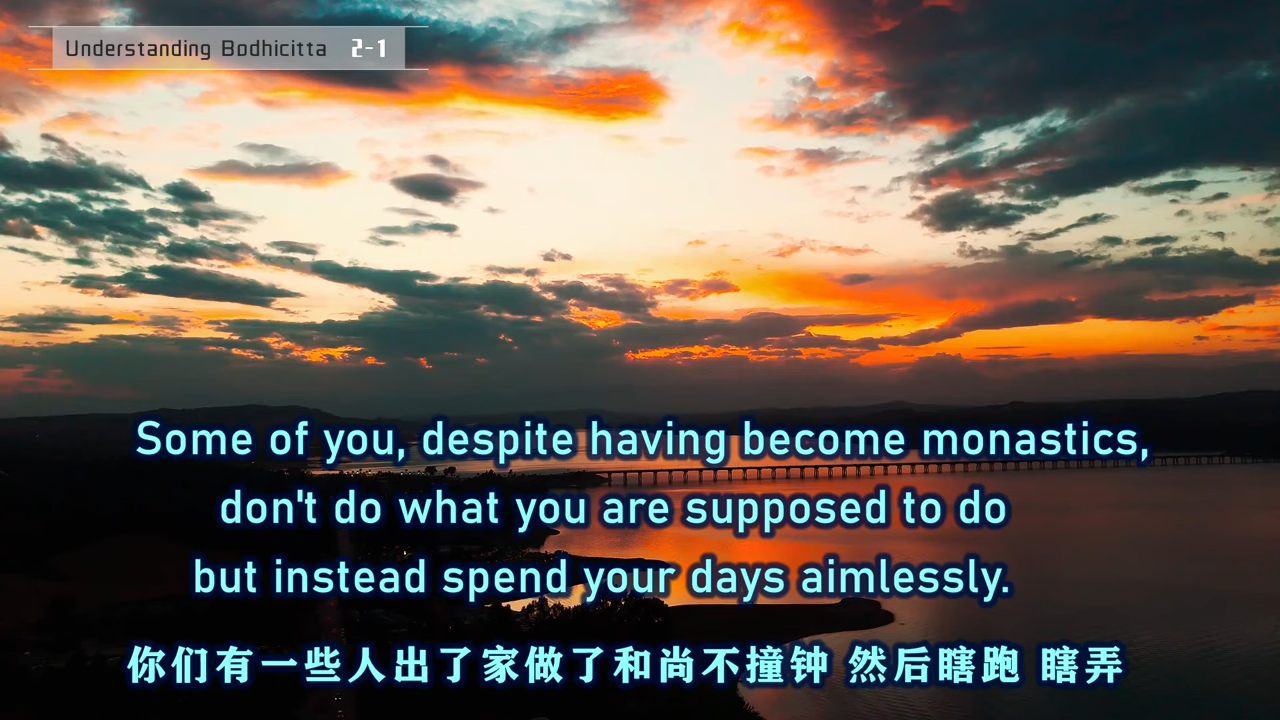 Understanding Bodhicitta 2-1
Some of you, despite having become monastics,
don't do what you are supposed to do
but instead spend your days aimlessly.
你们有一些人出了家做了和尚不撞钟 然后瞎跑 瞎弄